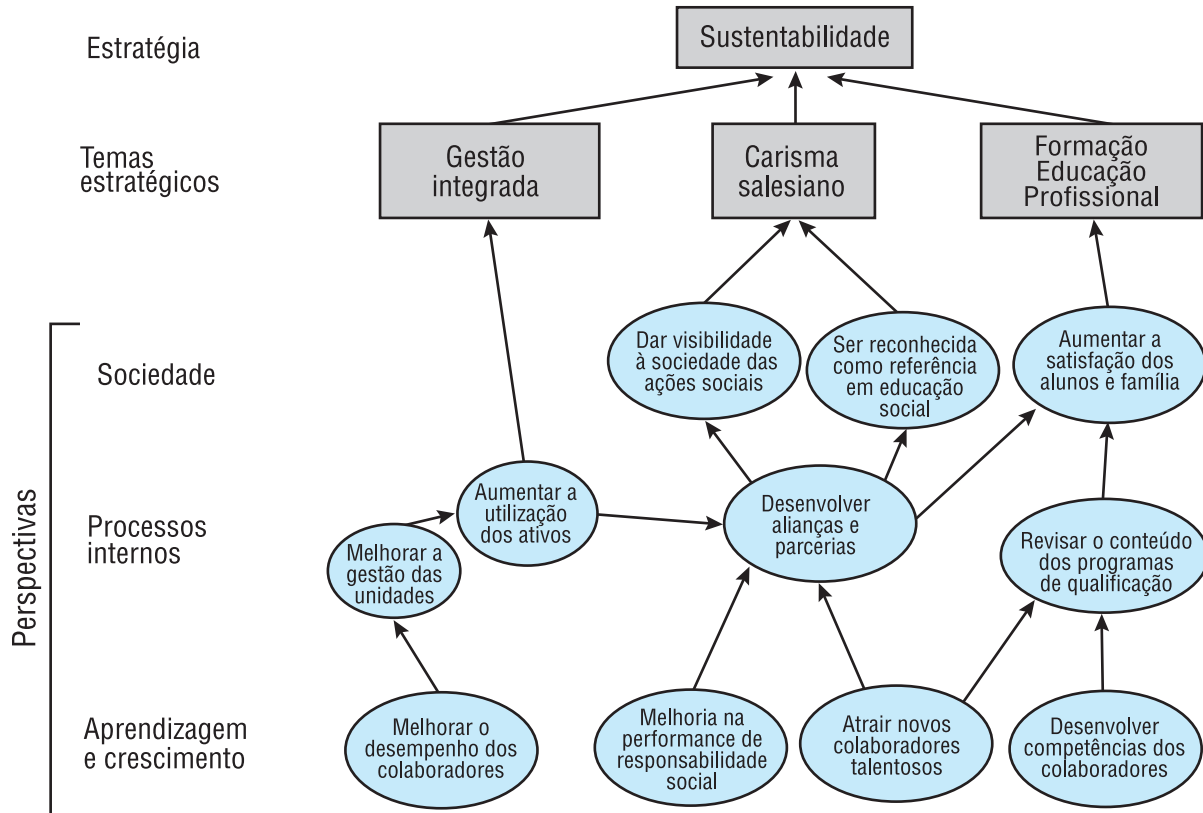 Estratégia
Sustentabilidade
Temas
estratégicos
Gestão
integrada
Carisma
salesiano
Formação
Educação
Profissional
Perspectivas
Sociedade
Dar visibilidade
à sociedade das
ações sociais
Ser reconhecida
como referência
em educação
social
Aumentar a
satisfação dos
alunos e família
Processos
internos
Melhorar a
gestão das
unidades
Aumentar a
utilização
dos ativos
Desenvolver
alianças e
parcerias
Revisar o conteúdo
dos programas
de qualificação
Aprendizagem
e crescimento
Melhorar o
desempenho dos
colaboradores
Melhoria na
performance de
responsabilidade
social
Atrair novos
colaboradores
talentosos
Desenvolver
competências dos
colaboradores